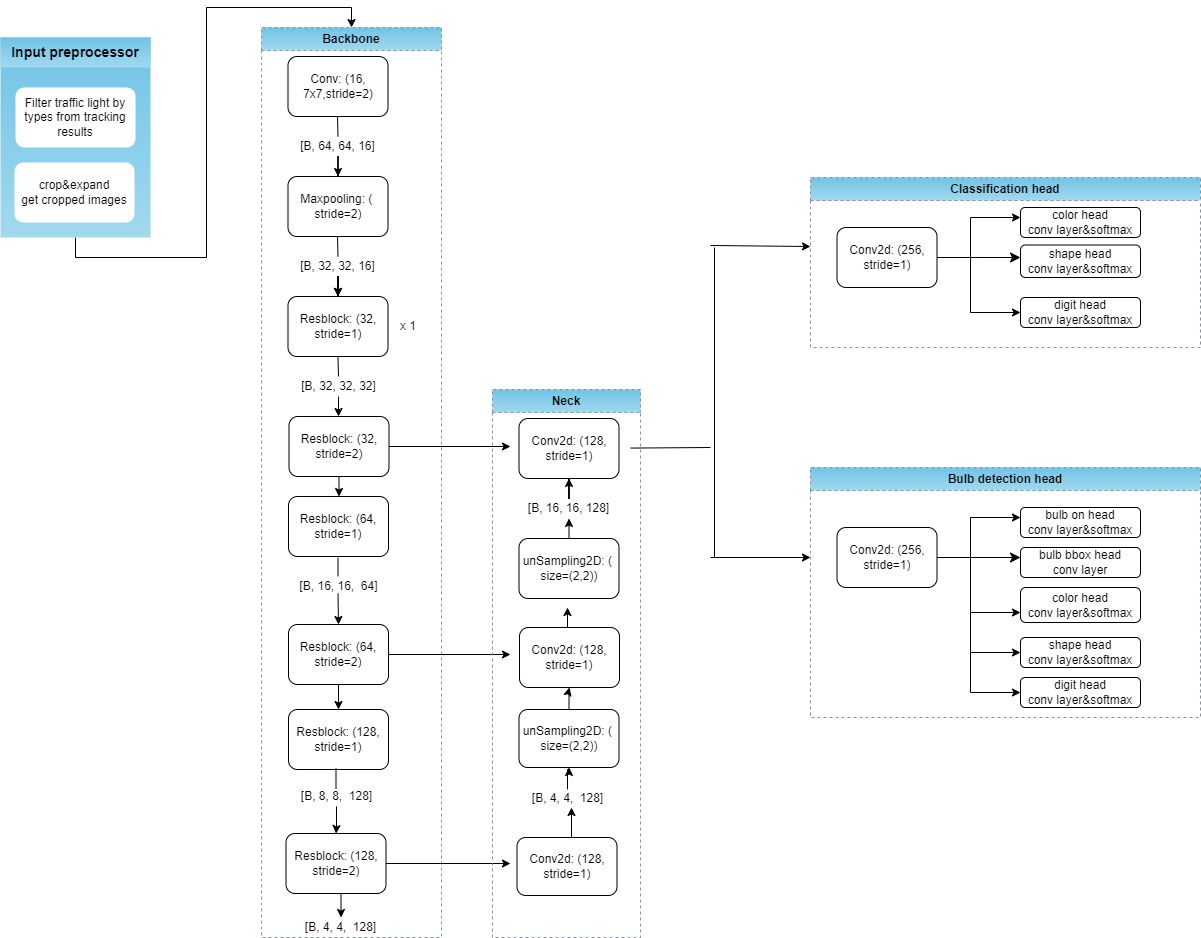 Input preprocessor
Filter traffic light by
types from tracking
results
crop&expand
get cropped images
Backbone
Conv: (16,
7x7,stride=2)
[B, 64, 64, 16]
Maxpooling: (
stride=2)
[B, 32, 32, 16]
Resblock: (32,
stride=1)
x 1
[B, 32, 32, 32]
Resblock: (32,
stride=2)
Resblock: (64,
stride=1)
[B, 16, 16, 64]
Resblock: (64,
stride=2)
Resblock: (128,
stride=1)
[B, 8, 8, 128]
Resblock: (128,
stride=2)
[B, 4, 4, 128]
Neck
Conv2d: (128,
stride=1)
[B, 16, 16, 128]
unSampling2D: (
size=(2,2))
Conv2d: (128,
stride=1)
unSampling2D: (
size=(2,2))
[B, 4, 4, 128]
Conv2d: (128,
stride=1)
Classification head
Conv2d: (256,
stride=1)
color head
conv layer&softmax
shape head
conv layer&softmax
digit head
conv layer&softmax
Bulb detection head
Conv2d: (256,
stride=1)
bulb on head
conv layer&softmax
bulb bbox head
conv layer
color head
conv layer&softmax
shape head
conv layer&softmax
digit head
conv layer&softmax